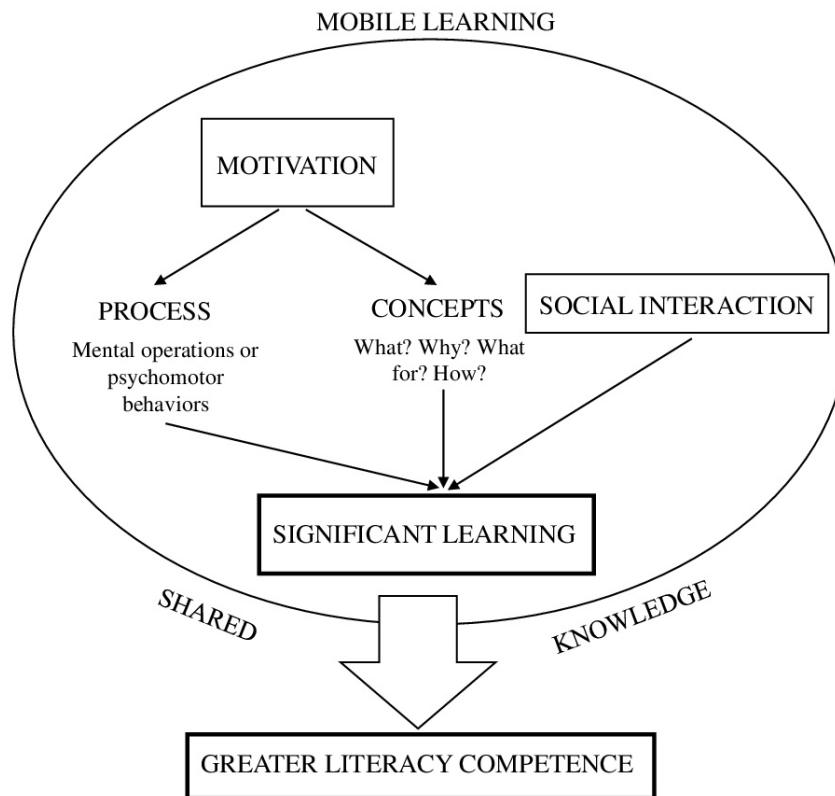 MOBILE LEARNING
MOTIVATION
PROCESS
Mental operations or
psychomotor
behaviors
CONCEPTS
What? Why? What
for? How?
SOCIAL INTERACTION
SIGNIFICANT LEARNING
SHARED
KNOWLEDGE
GREATER LITERACY COMPETENCE